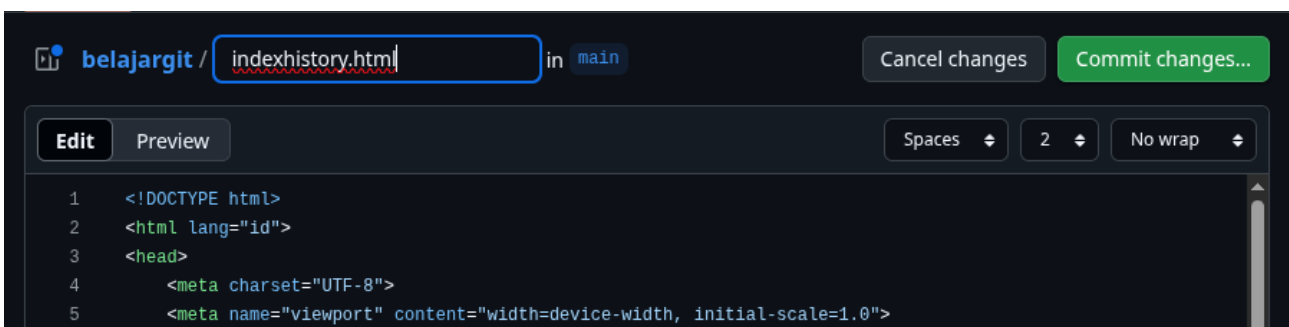 belajargit / indexhistory.html in main Cancel changes Commit changes...
Edit Preview Spaces 2 No wrap
1 <!DOCTYPE html>
2 <html lang="id">
3 <head>
4 <meta charset="UTF-8">
5 <meta name="viewport" content="width=device-width, initial-scale=1.0">